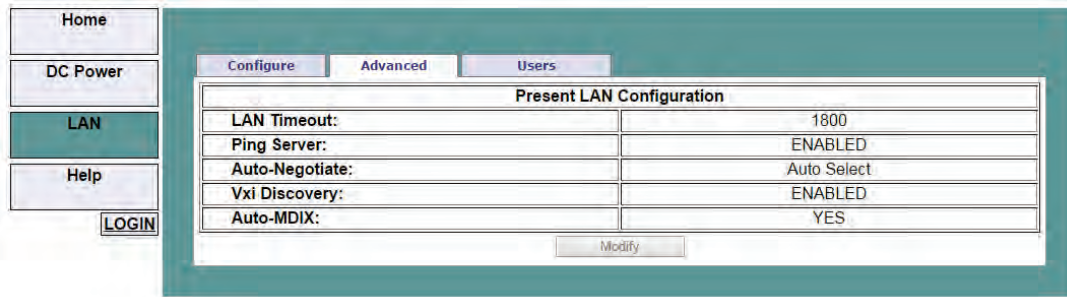 Home
DC Power
LAN
Help
LOGIN
Configure Advanced Users
Present LAN Configuration
LAN Timeout: 1800
Ping Server: ENABLED
Auto-Negotiate: Auto Select
Vxi Discovery: ENABLED
Auto-MDIX: YES
Modify